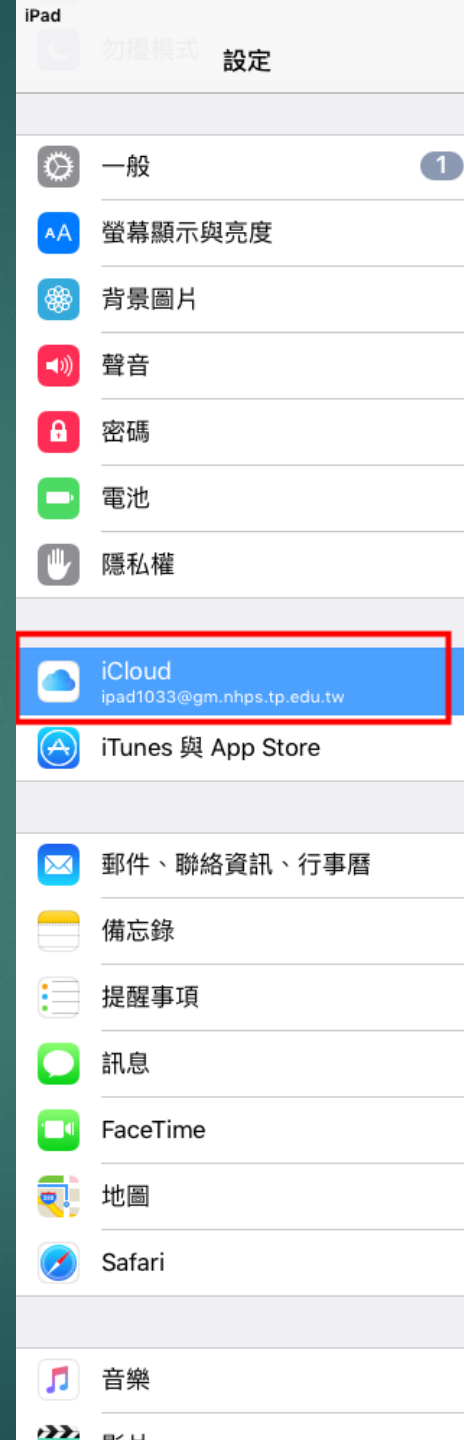 iPad
勿擾模式
設定
一般
1
AA
螢幕顯示與亮度
背景圖片
聲音
密碼
電池
隱私權
iCloud
ipad1033@gm.nhps.tp.edu.tw
iTunes 與 App Store
郵件、聯絡資訊、行事曆
備忘錄
提醒事項
訊息
FaceTime
地圖
Safari
音樂